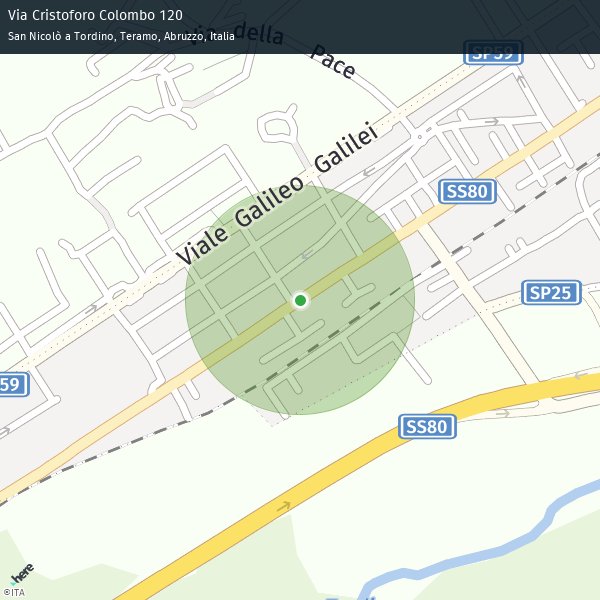 Via Cristoforo Colombo 120
San Nicolò a Tordino, Teramo, Abruzzo, Italia
Via della Pace
SP59
Viale Galileo Galilei
SS80
SP25
59
SS80
here
©ITA